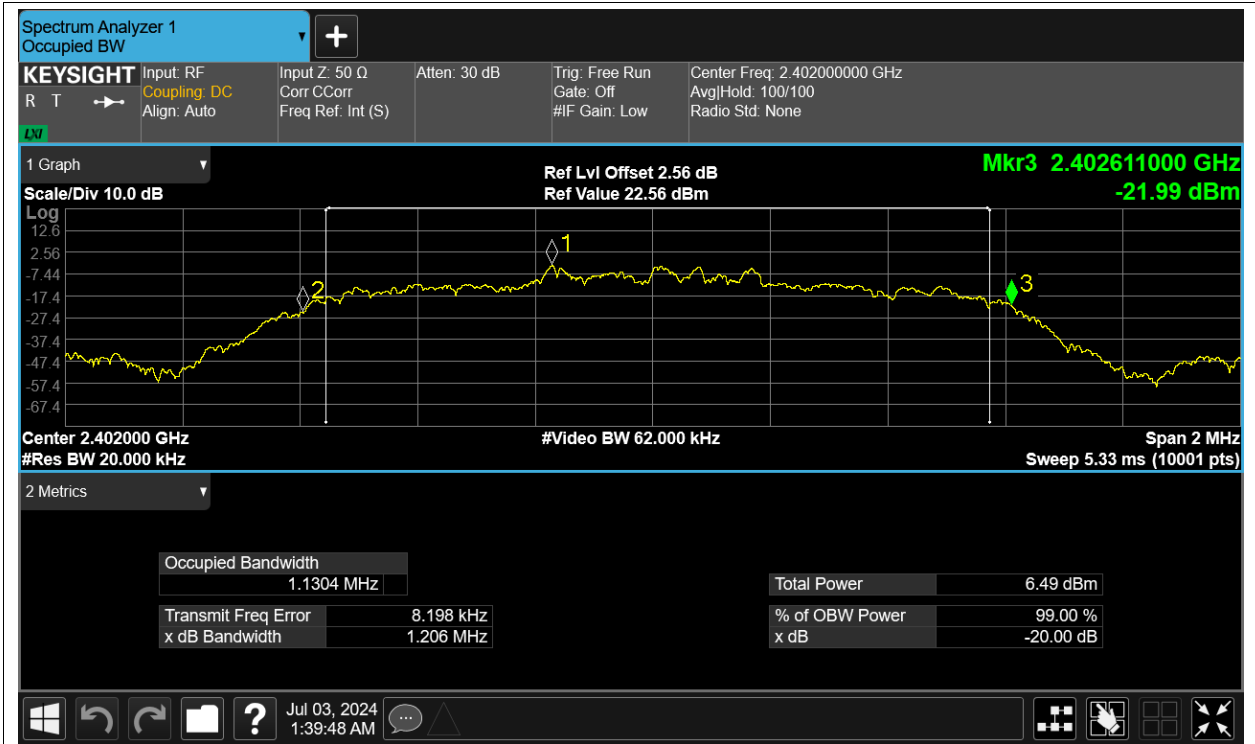 Spectrum Analyzer 1
Occupied BW
KEYSIGHT
R T
LXI
Input: RF
Coupling: DC
Align: Auto
Input Z: 50 Ω
Corr CCorr
Freq Ref: Int (S)
Atten: 30 dB
Trig: Free Run
Gate: Off
#IF Gain: Low
Center Freq: 2.402000000 GHz
Avg|Hold: 100/100
Radio Std: None
1 Graph
Scale/Div 10.0 dB
Ref Lvl Offset 2.56 dB
Ref Value 22.56 dBm
Mkr3 2.402611000 GHz
-21.99 dBm
Log
12.6
2.56
-7.44
-17.4
-27.4
-37.4
-47.4
-57.4
-67.4
1
2
3
Center 2.402000 GHz
#Res BW 20.000 kHz
#Video BW 62.000 kHz
Span 2 MHz
Sweep 5.33 ms (10001 pts)
2 Metrics
Occupied Bandwidth
1.1304 MHz
Transmit Freq Error 8.198 kHz
x dB Bandwidth 1.206 MHz
Total Power 6.49 dBm
% of OBW Power 99.00 %
x dB -20.00 dB
?
Jul 03, 2024
1:39:48 AM